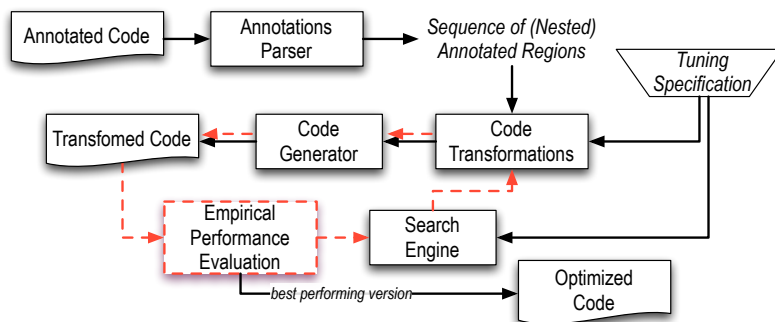 Annotated Code
Annotations
Parser
Sequence of (Nested)
Annotated Regions
Tuning
Specification
Transfomed Code
Code
Generator
Code
Transformations
Empirical
Performance
Evaluation
Search
Engine
best performing version
Optimized
Code